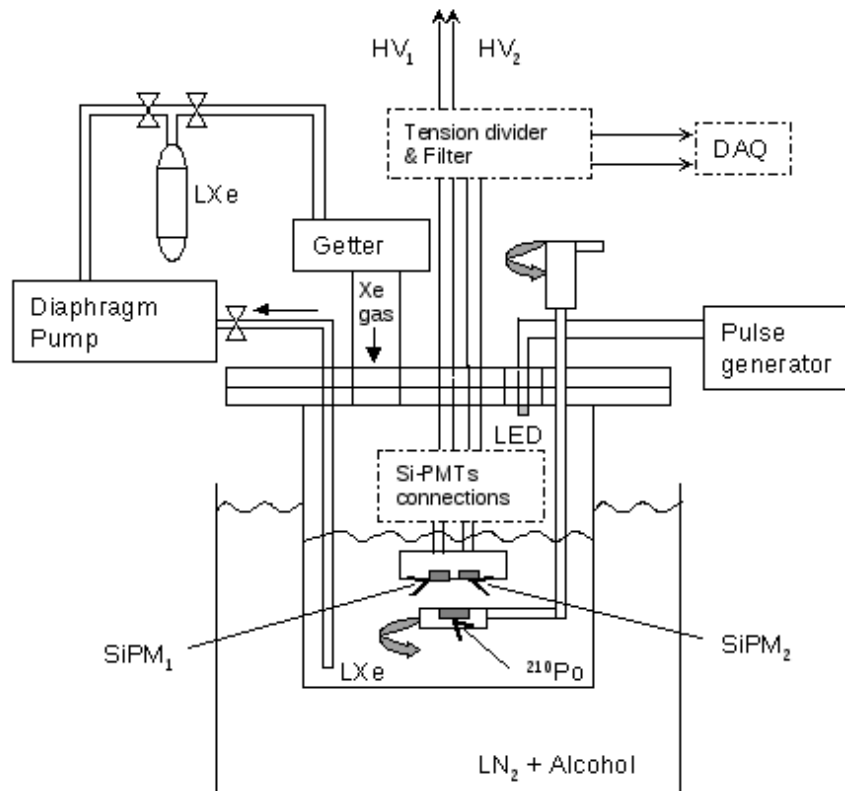 HV₁
HV₂
Tension divider
& Filter
DAQ
LXe
Getter
Diaphragm
Pump
Xe
gas
Pulse
generator
LED
Si-PMTs
connections
SiPM₁
SiPM₂
²¹⁰Po
LXe
LN₂ + Alcohol